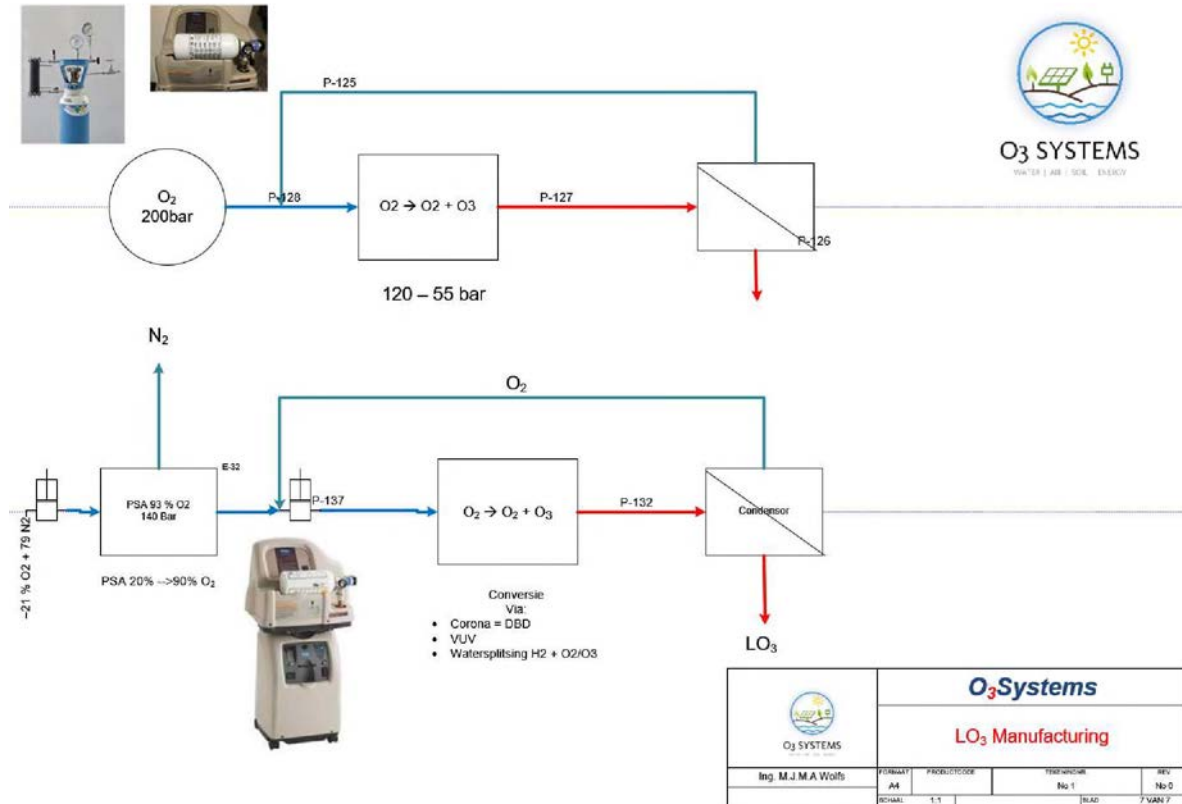 P-125
O3 SYSTEMS
WATER | AIR | SOIL | ENERGY
O2
200bar
P-128
O2 → O2 + O3
P-127
P-126
120 – 55 bar
N2
O2
E-32
~21 % O2 + 79 N2
PSA 93 % O2
140 Bar
P-137
O2 → O2 + O3
P-132
Condensor
PSA 20% -->90% O2
Conversie
Via:
• Corona = DBD
• VUV
• Watersplitsing H2 + O2/O3
LO3
O3 SYSTEMS
O3Systems
LO3 Manufacturing
Ing. M.J.M.A Wolfs
FORMAAT
PRODUCTCODE
REV
A4
No 1
No 0
SCHAAL
1:1
BLAD
7 VAN 7